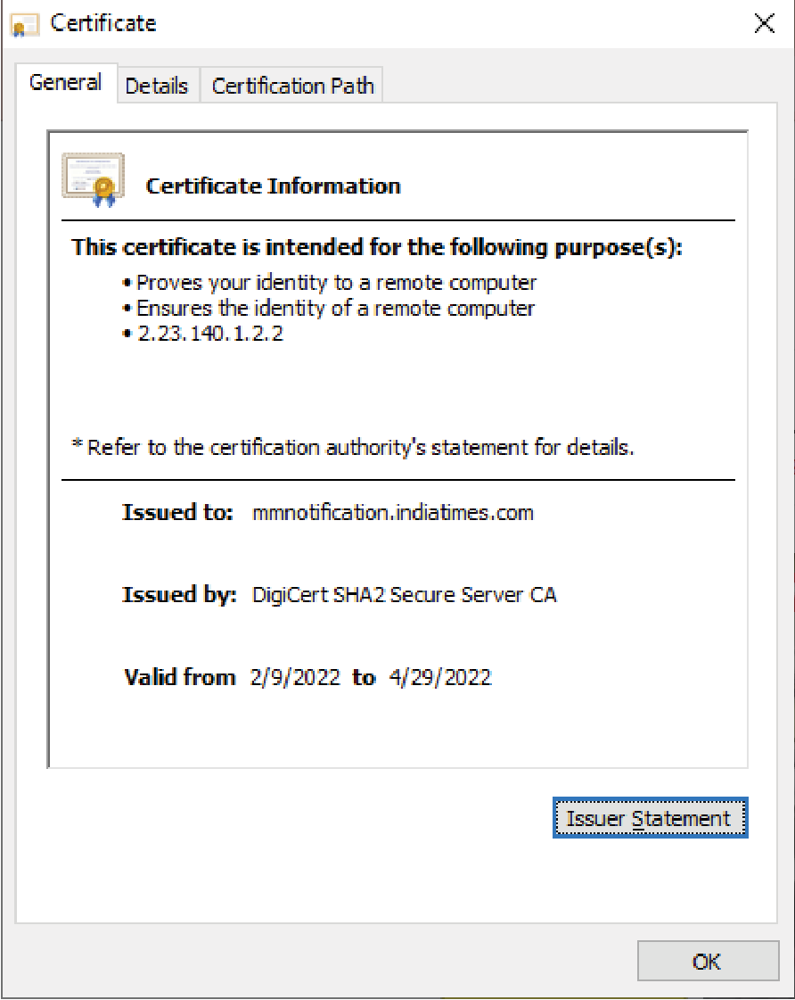 Certificate
General Details Certification Path
Certificate Information
This certificate is intended for the following purpose(s):
• Proves your identity to a remote computer
• Ensures the identity of a remote computer
• 2.23.140.1.2.2
* Refer to the certification authority's statement for details.
Issued to: mmnotification.indiatimes.com
Issued by: DigiCert SHA2 Secure Server CA
Valid from 2/9/2022 to 4/29/2022
Issuer Statement
OK